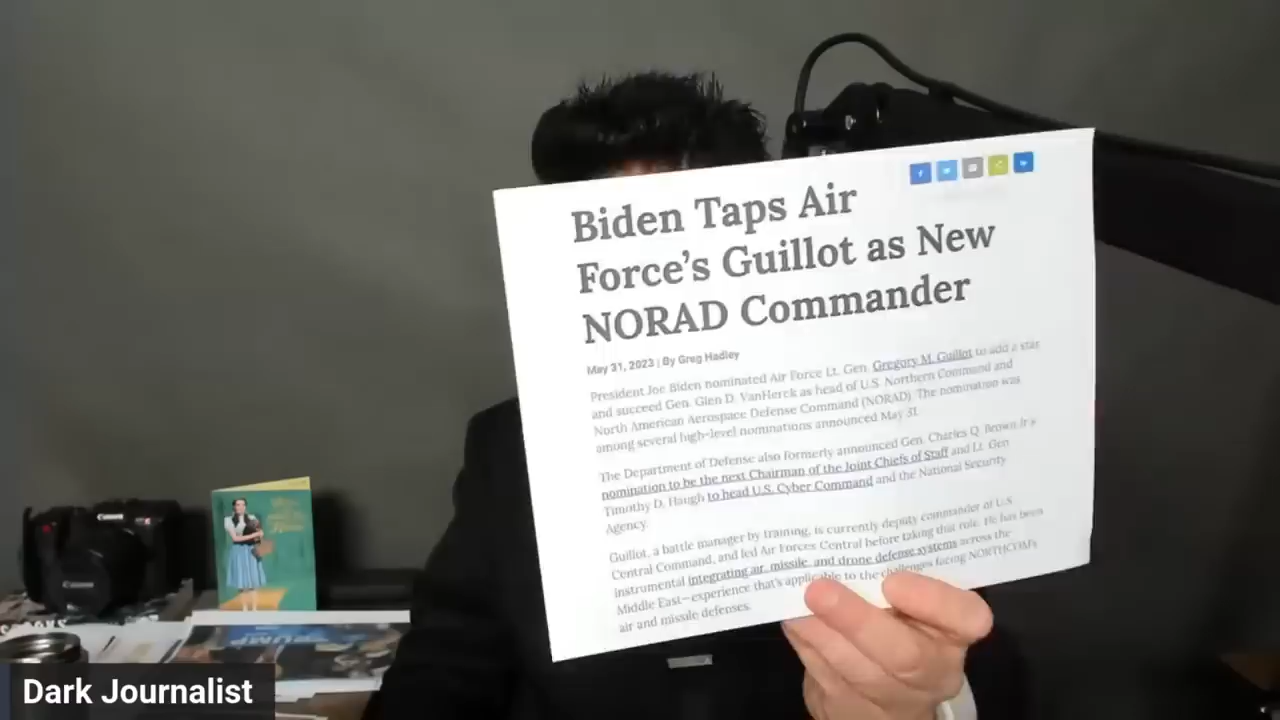 Biden Taps Air
Force's Guillot as New
NORAD Commander
May 31, 2023 | By Greg Hadley
President Joe Biden nominated Air Force Lt. Gen. Gregory M. Guillot to add a star
and succeed Gen. Glen D. VanHerck as head of U.S. Northern Command and
North American Aerospace Defense Command (NORAD). The nomination was
among several high-level nominations announced May 31.
The Department of Defense also formerly announced Gen. Charles Q. Brown Jr.'s
nomination to be the next Chairman of the Joint Chiefs of Staff and Lt. Gen
Timothy D. Haugh to head U.S. Cyber Command and the National Security
Agency.
Guillot, a battle manager by training, is currently deputy commander of U.S.
Central Command, and led Air Forces Central before taking that role. He has been
instrumental integrating air, missile, and drone defense systems across the
Middle East—experience that's applicable to the challenges facing NORTHCOM's
air and missile defenses.
Canon
Canon
TRUMP
Dark Journalist